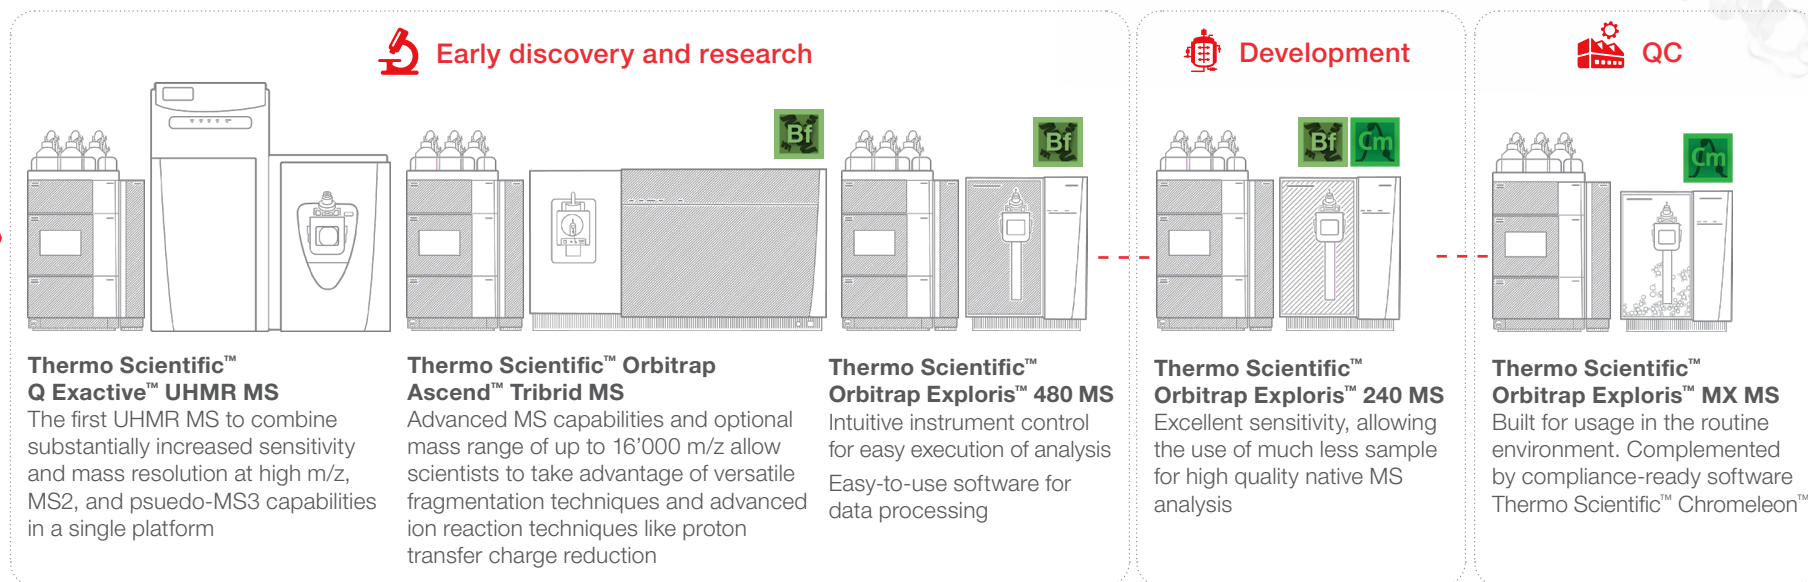 Early discovery and research
Development
QC
Bf
Bf
Bf
Cm
Cm
Thermo Scientific™
Q Exactive™ UHMR MS
The first UHMR MS to combine
substantially increased sensitivity
and mass resolution at high m/z,
MS2, and psuedo-MS3 capabilities
in a single platform
Thermo Scientific™ Orbitrap
Ascend™ Tribrid MS
Advanced MS capabilities and optional
mass range of up to 16’000 m/z allow
scientists to take advantage of versatile
fragmentation techniques and advanced
ion reaction techniques like proton
transfer charge reduction
Thermo Scientific™
Orbitrap Exploris™ 480 MS
Intuitive instrument control
for easy execution of analysis
Easy-to-use software for
data processing
Thermo Scientific™
Orbitrap Exploris™ 240 MS
Excellent sensitivity, allowing
the use of much less sample
for high quality native MS
analysis
Thermo Scientific™
Orbitrap Exploris™ MX MS
Built for usage in the routine
environment. Complemented
by compliance-ready software
Thermo Scientific™ Chromeleon™